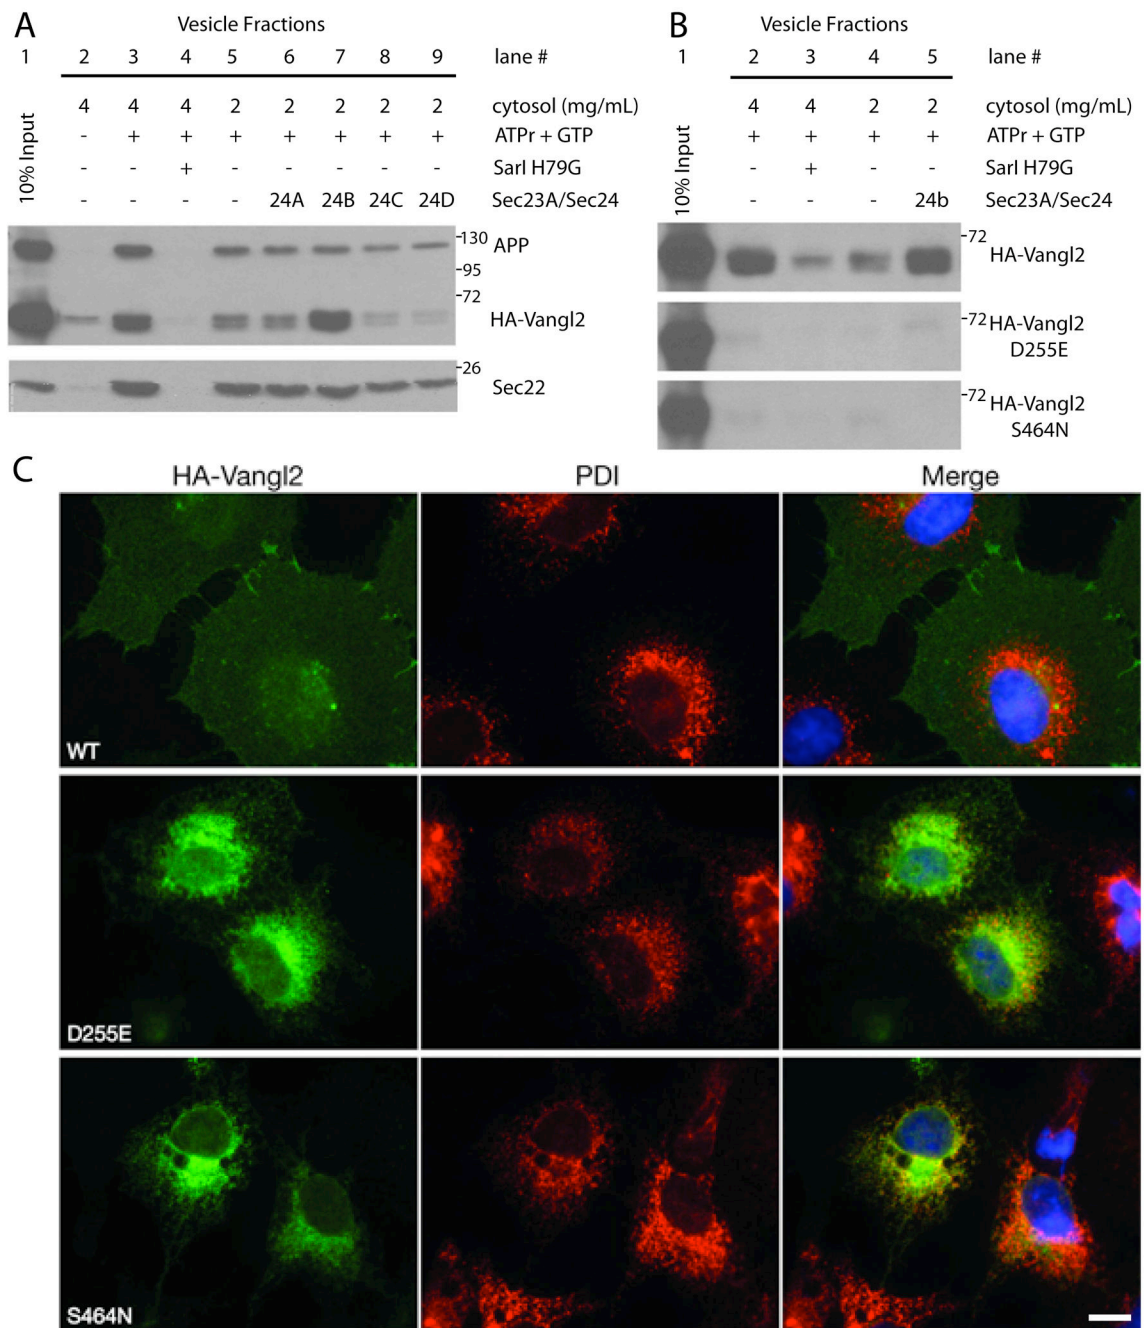 A
Vesicle Fractions
1 2 3 4 5 6 7 8 9 lane #
10% Input
4 4 4 2 2 2 2 2 cytosol (mg/mL)
- + + + + + + + ATPr + GTP
- - + - - - - - SarI H79G
- - - - 24A 24B 24C 24D Sec23A/Sec24
-130 APP
-95
-72
HA-Vangl2
-26
Sec22
B
Vesicle Fractions
1 2 3 4 5 lane #
10% Input
4 4 2 2 cytosol (mg/mL)
+ + + + ATPr + GTP
- + - - SarI H79G
- - - 24b Sec23A/Sec24
-72
HA-Vangl2
-72 HA-Vangl2
D255E
-72 HA-Vangl2
S464N
C
HA-Vangl2 PDI Merge
WT
D255E
S464N